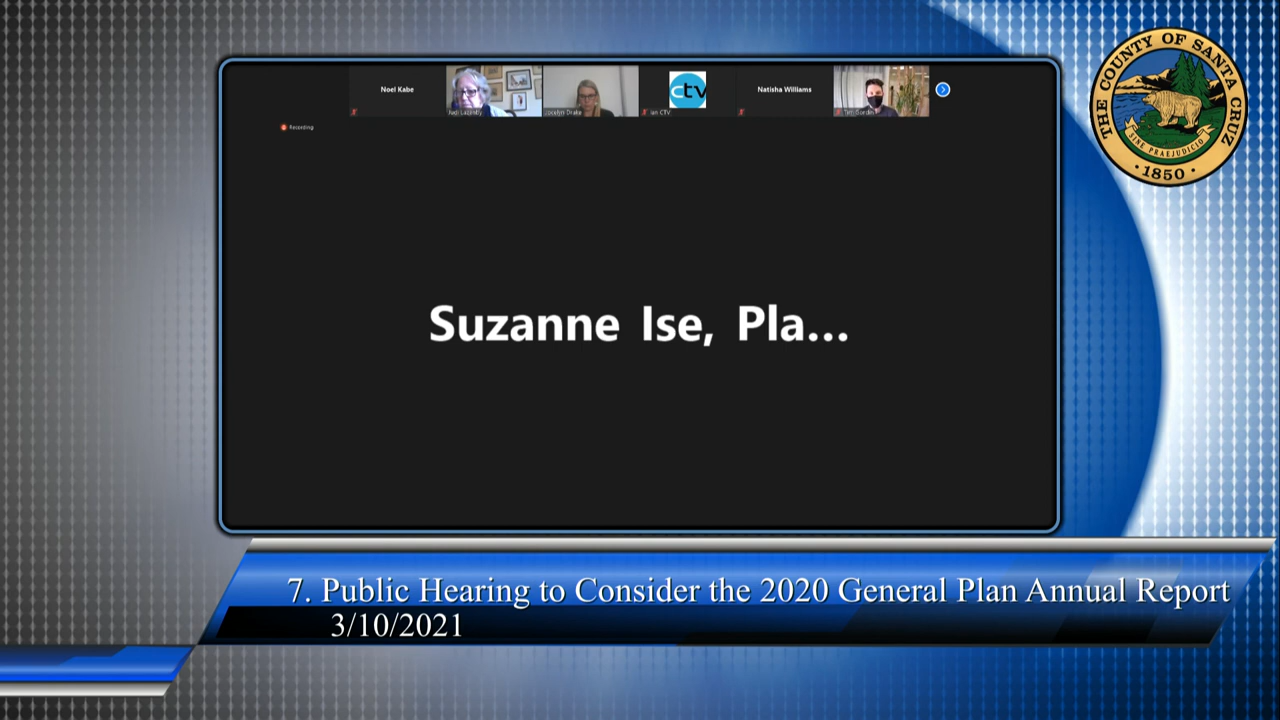 Noel Kabe
Jocelyn Drake
ctv
Ian CTV
Natisha Williams
Recording
THE COUNTY OF SANTA CRUZ
SINE PRAEJUDICIO
• 1850 •
Suzanne Ise, Pla...
7. Public Hearing to Consider the 2020 General Plan Annual Report
3/10/2021